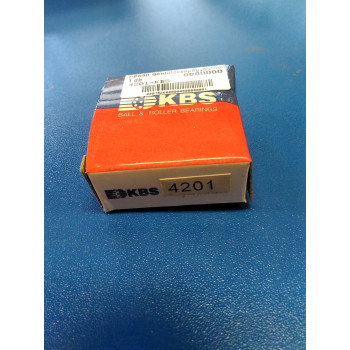 4201-KBS
KBS
BALL & ROLLER BEARINGS
KBS 4201